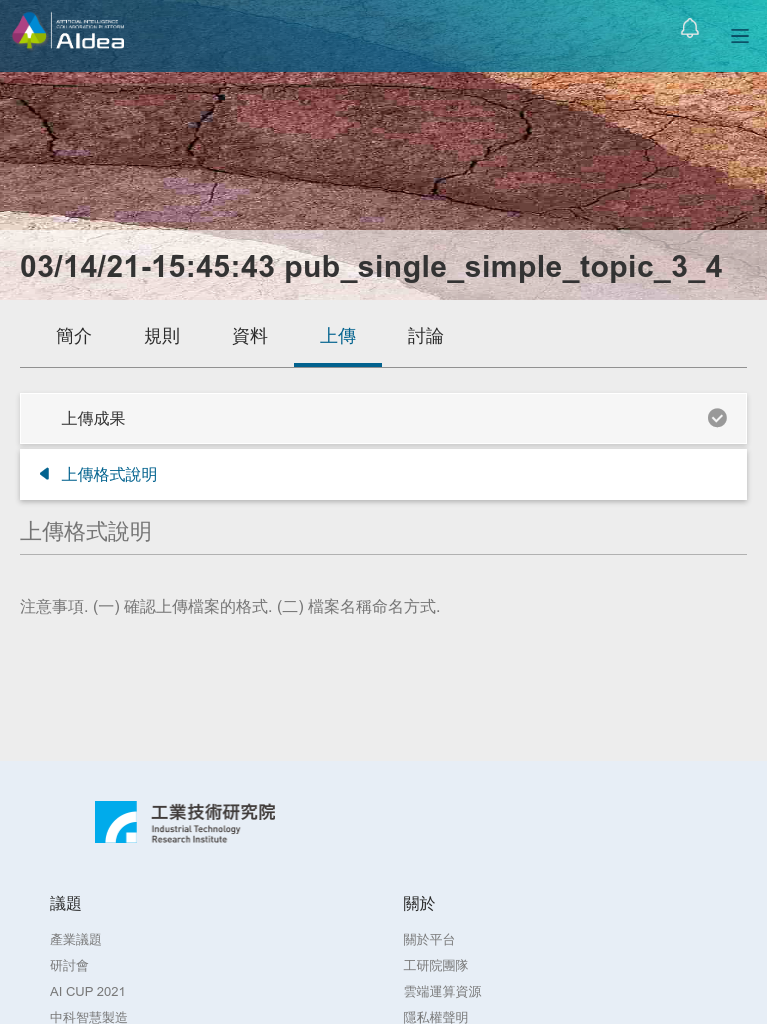 ARTIFICIAL INTELLIGENCE
COLLABORATION PLATFORM
AIdea
03/14/21-15:45:43 pub_single_simple_topic_3_4
簡介 規則 資料 上傳 討論
上傳成果
上傳格式說明
上傳格式說明
注意事項. (一) 確認上傳檔案的格式. (二) 檔案名稱命名方式.
工業技術研究院
Industrial Technology
Research Institute
議題
產業議題
研討會
AI CUP 2021
中科智慧製造
關於
關於平台
工研院團隊
雲端運算資源
隱私權聲明